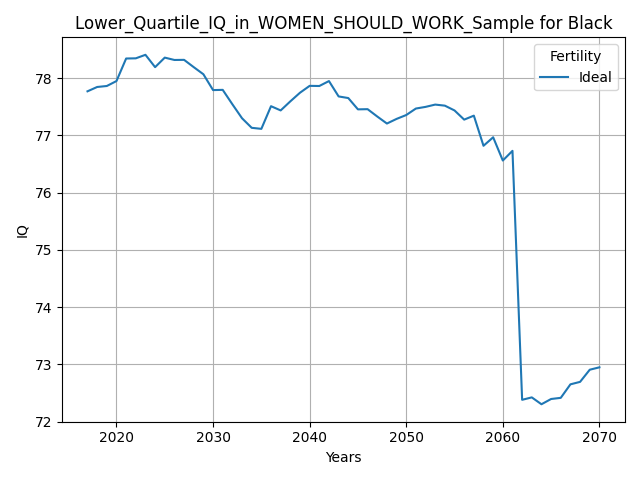 Lower_Quartile_IQ_in_WOMEN_SHOULD_WORK_Sample for Black
Fertility
Ideal
78
77
76
75
74
73
72
IQ
2020
2030
2040
2050
2060
2070
Years